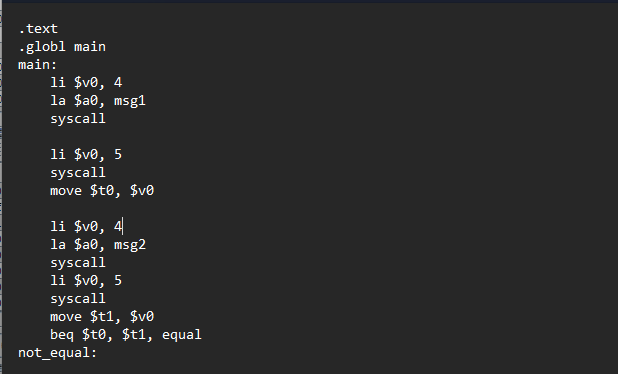 .text
.globl main
main:
    li $v0, 4
    la $a0, msg1
    syscall

    li $v0, 5
    syscall
    move $t0, $v0

    li $v0, 4
    la $a0, msg2
    syscall
    li $v0, 5
    syscall
    move $t1, $v0
    beq $t0, $t1, equal
not_equal: